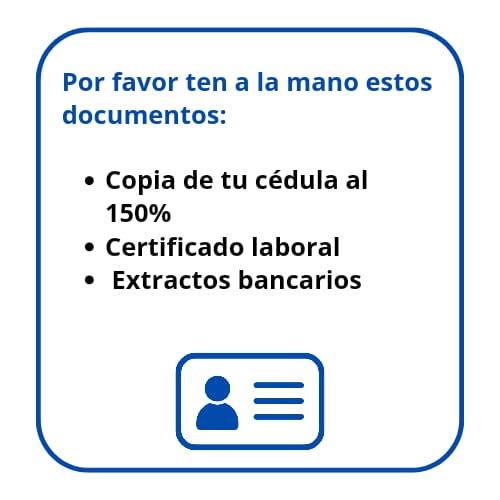 Por favor ten a la mano estos
documentos:
• Copia de tu cédula al
150%
• Certificado laboral
• Extractos bancarios